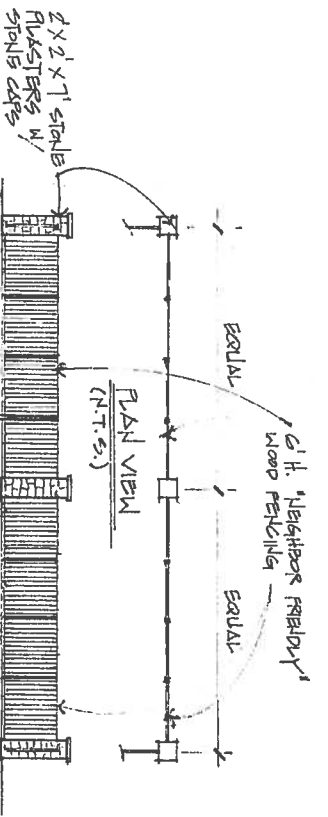 2'X2'X7' STONE
PILASTERS W/
STONE CAPS
EQUAL
EQUAL
6' H. "NEIGHBOR FRIENDLY"
WOOD FENCING
PLAN VIEW
(N.T.S.)